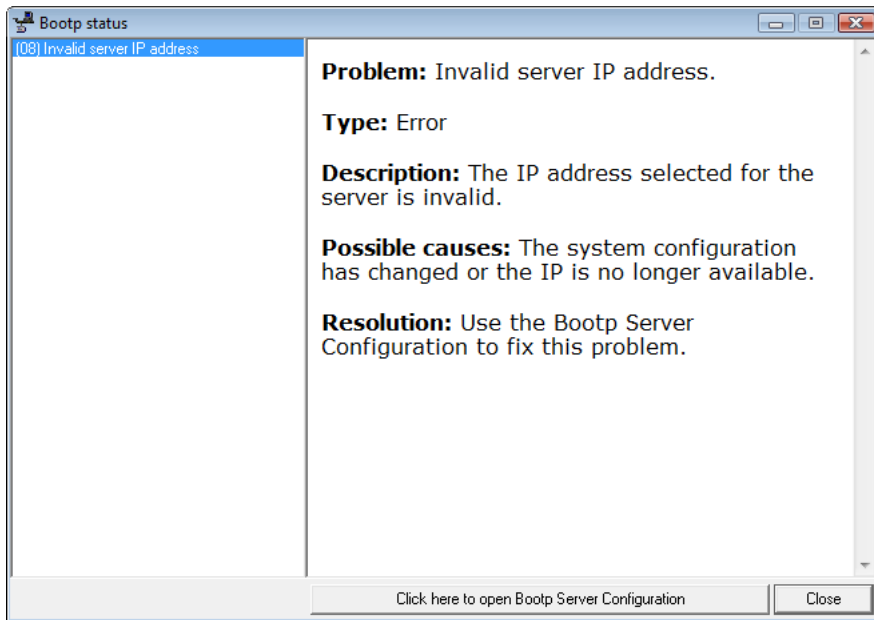 Bootp status
(08) Invalid server IP address
Problem: Invalid server IP address.
Type: Error
Description: The IP address selected for the
server is invalid.
Possible causes: The system configuration
has changed or the IP is no longer available.
Resolution: Use the Bootp Server
Configuration to fix this problem.
Click here to open Bootp Server Configuration
Close